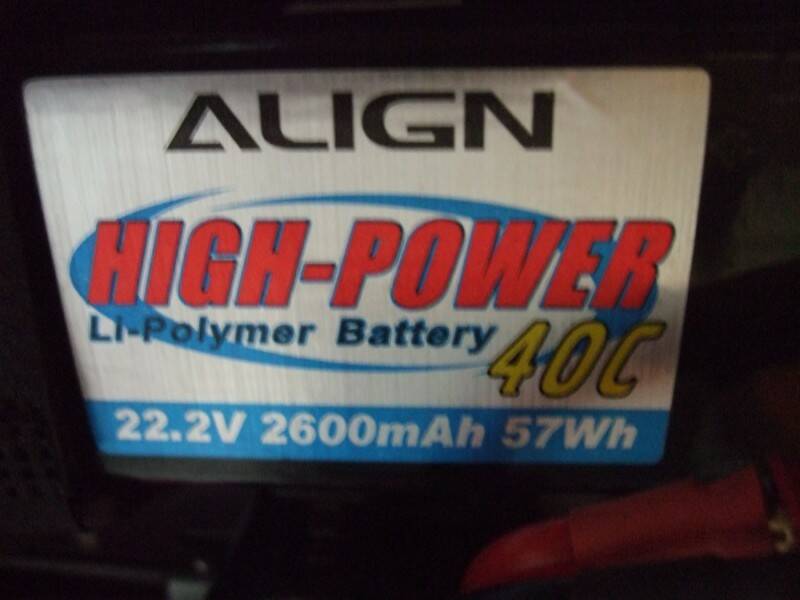 ALIGN
HIGH-POWER
Li-Polymer Battery
40C
22.2V 2600mAh 57Wh